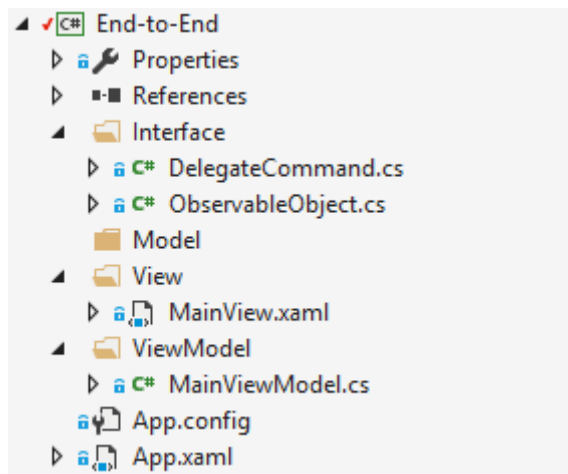 C# End-to-End
Properties
References
Interface
C# DelegateCommand.cs
C# ObservableObject.cs
Model
View
MainView.xaml
ViewModel
C# MainViewModel.cs
App.config
App.xaml